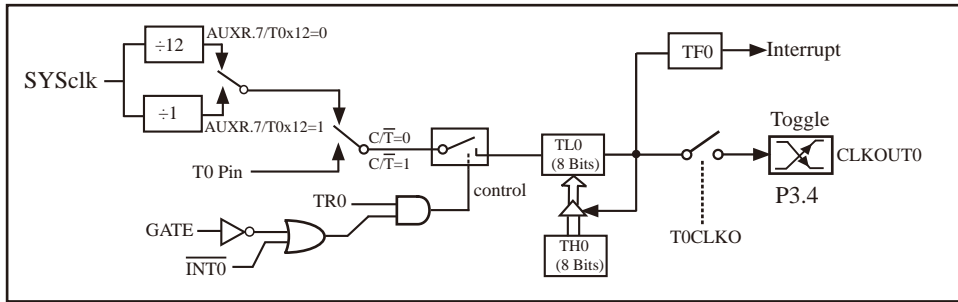 ÷12
AUXR.7/T0x12=0
SYSclk
÷1
AUXR.7/T0x12=1
T0 Pin
C/T̅=0
C/T̅=1
TR0
GATE
I̅N̅T̅0̅
control
TL0
(8 Bits)
TH0
(8 Bits)
TF0
Interrupt
Toggle
CLKOUT0
P3.4
T0CLKO